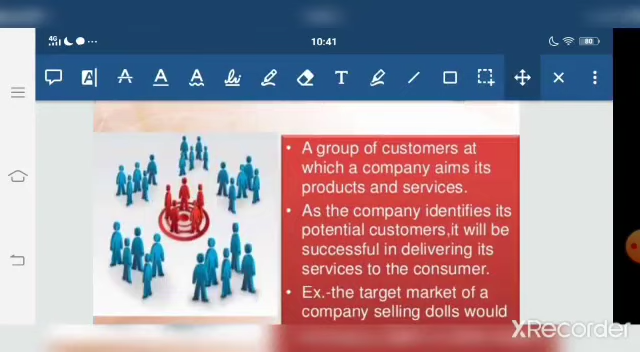 4G
10:41
80
A
A
A
A
T
• A group of customers at
which a company aims its
products and services.
• As the company identifies its
potential customers,it will be
successful in delivering its
services to the consumer.
• Ex.-the target market of a
company selling dolls would
XRecorder